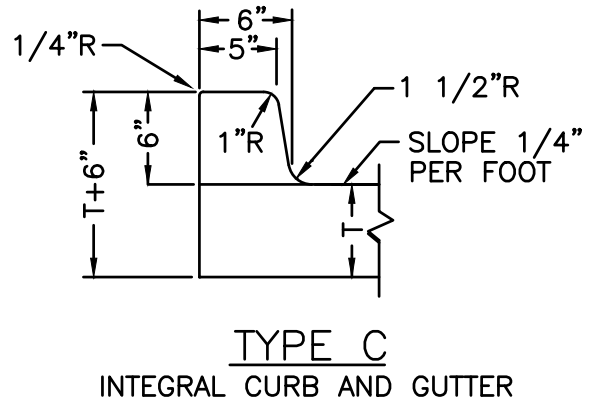 6"
5"
1/4"R
1 1/2"R
6"
1"R
SLOPE 1/4"
PER FOOT
T+6"
T
TYPE C
INTEGRAL CURB AND GUTTER